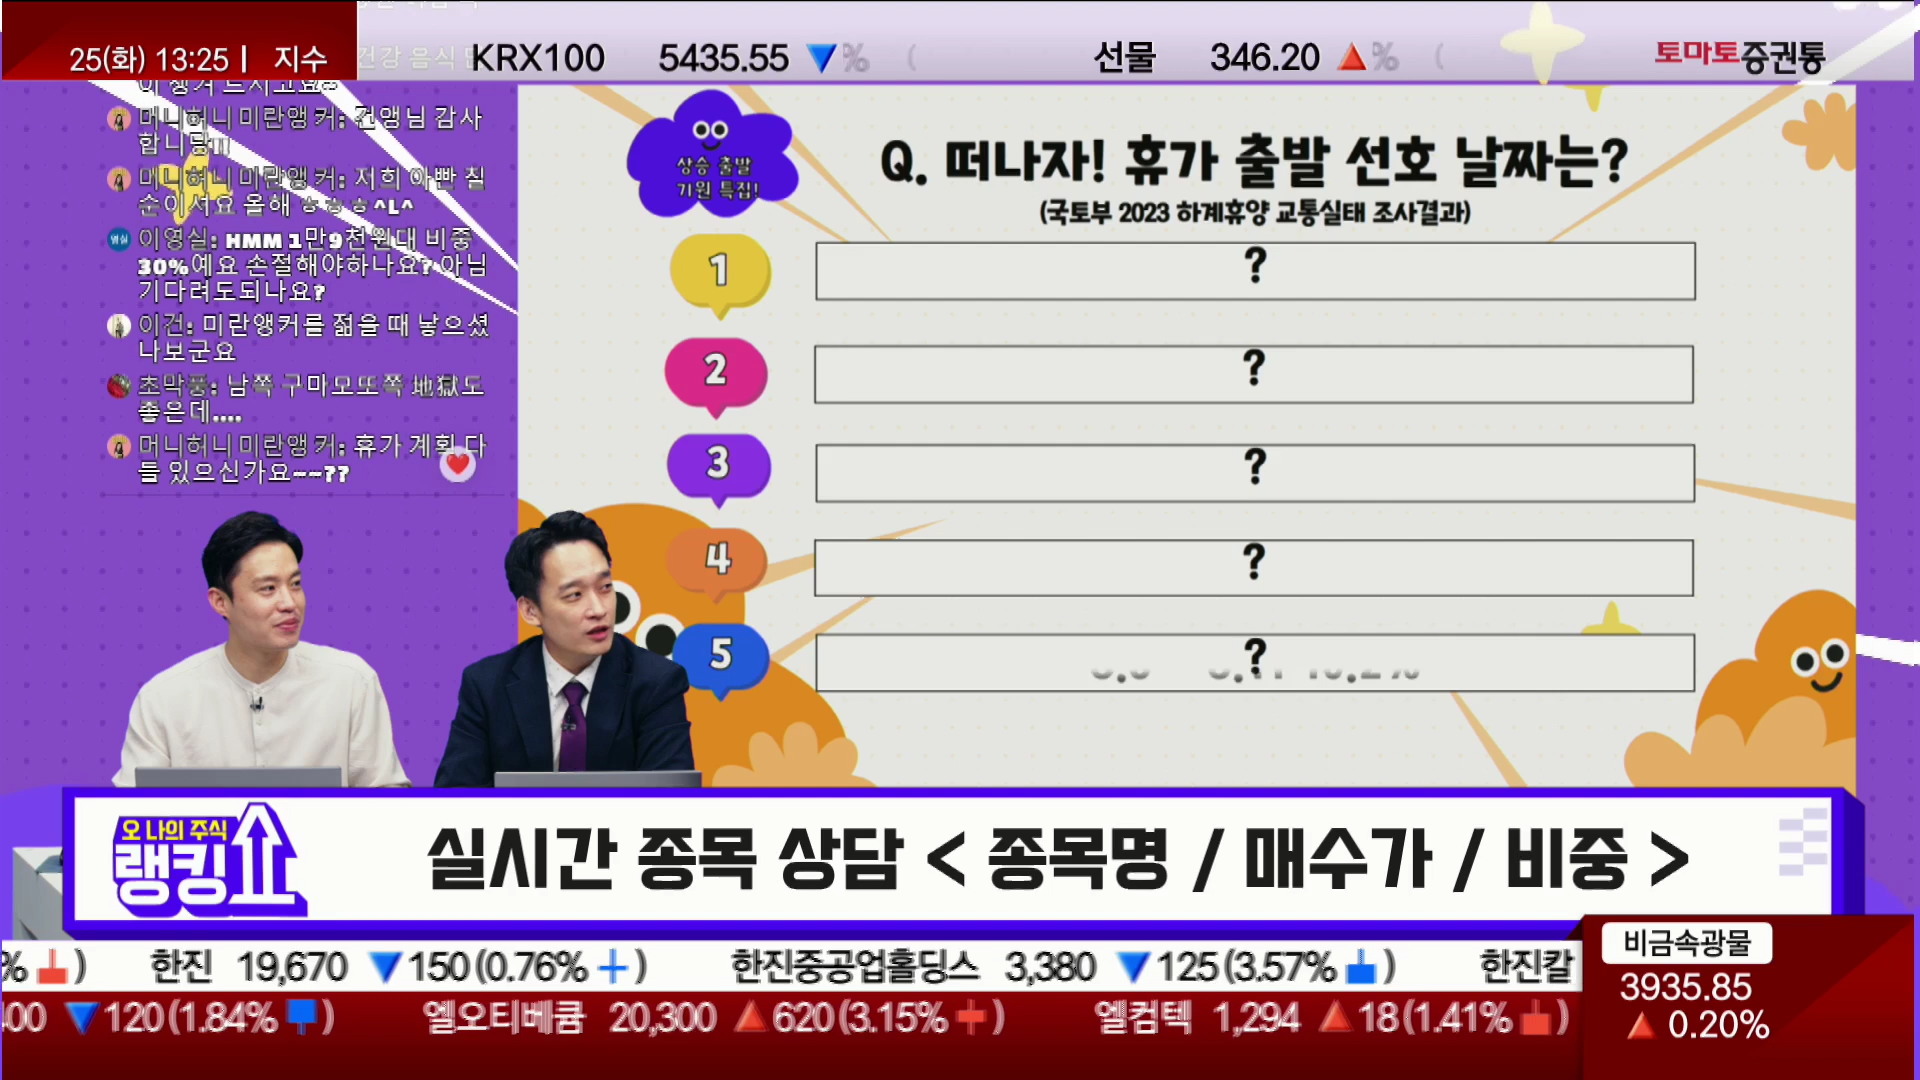 25(화) 13:25 | 지수
KRX100 5435.55 ▼%
선물 346.20 ▲%
토마토증권통
이 챙겨 드시고요~
머니허니 미란앵커: 건앵님 감사
합니당!!
머니허니 미란앵커: 저희 아빤 칠
순이셔요 올해 ㅎㅎㅎ^L^
이영실: HMM 1만9천원대 비중
30%예요 손절해야하나요? 아님
기다려도되나요?
이건: 미란앵커를 젊을 때 낳으셨
나보군요
초막동: 남쪽 구마모또쪽 地獄도
좋은데....
머니허니 미란앵커: 휴가 계획 다
들 있으신가요~~??
상승 출발
기원 특집!
Q. 떠나자! 휴가 출발 선호 날짜는?
(국토부 2023 하계휴양 교통실태 조사결과)
1 ?
2 ?
3 ?
4 ?
5 ?
오 나의 주식
랭킹쇼
실시간 종목 상담 < 종목명 / 매수가 / 비중 >
%) 한진 19,670 ▼150(0.76%) 한진중공업홀딩스 3,380 ▼125(3.57%) 한진칼
▼120(1.84%) 엘오티베큠 20,300 ▲620(3.15%) 엘컴텍 1,294 ▲18(1.41%)
비금속광물
3935.85
▲ 0.20%